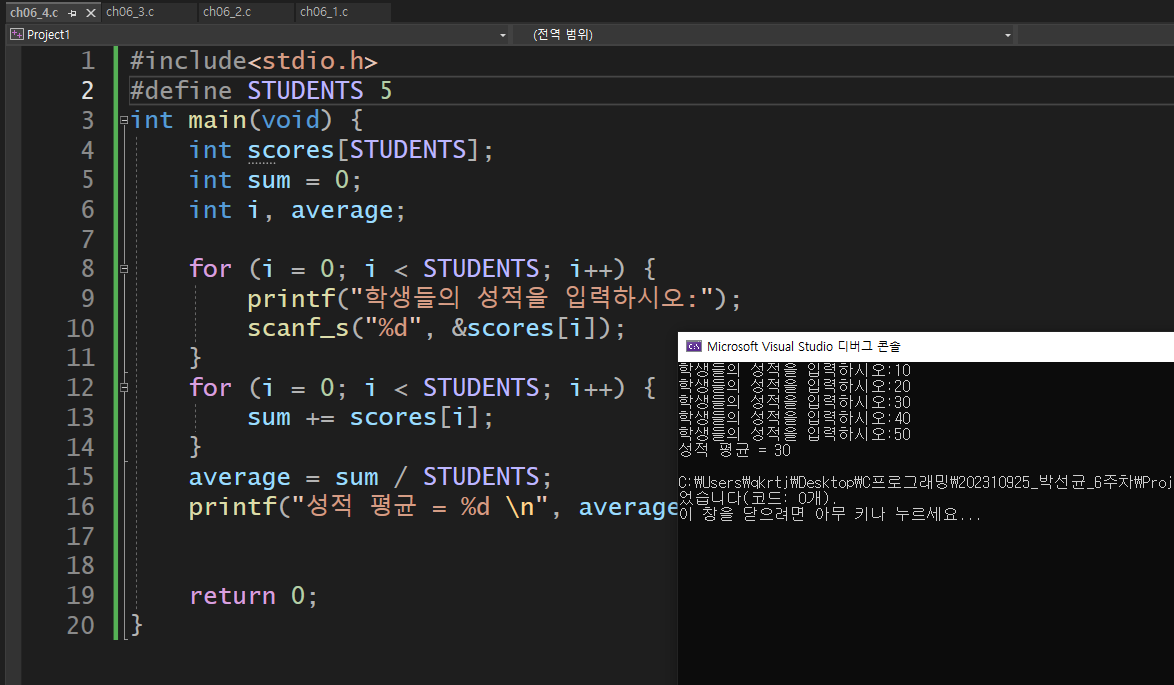 ch06_4.c
ch06_3.c
ch06_2.c
ch06_1.c
Project1
(전역 범위)
1 #include<stdio.h>
2 #define STUDENTS 5
3 int main(void) {
4 int scores[STUDENTS];
5 int sum = 0;
6 int i, average;
7
8 for (i = 0; i < STUDENTS; i++) {
9 printf("학생들의 성적을 입력하시오:");
10 scanf_s("%d", &scores[i]);
11 }
12 for (i = 0; i < STUDENTS; i++) {
13 sum += scores[i];
14 }
15 average = sum / STUDENTS;
16 printf("성적 평균 = %d \n", average
17
18
19 return 0;
20 }
Microsoft Visual Studio 디버그 콘솔
학생들의 성적을 입력하시오:10
학생들의 성적을 입력하시오:20
학생들의 성적을 입력하시오:30
학생들의 성적을 입력하시오:40
학생들의 성적을 입력하시오:50
성적 평균 = 30
C:₩Users₩qkrtj₩Desktop₩C프로그래밍₩202310925_박선균_6주차₩Proj
었습니다(코드: 0개).
이 창을 닫으려면 아무 키나 누르세요...